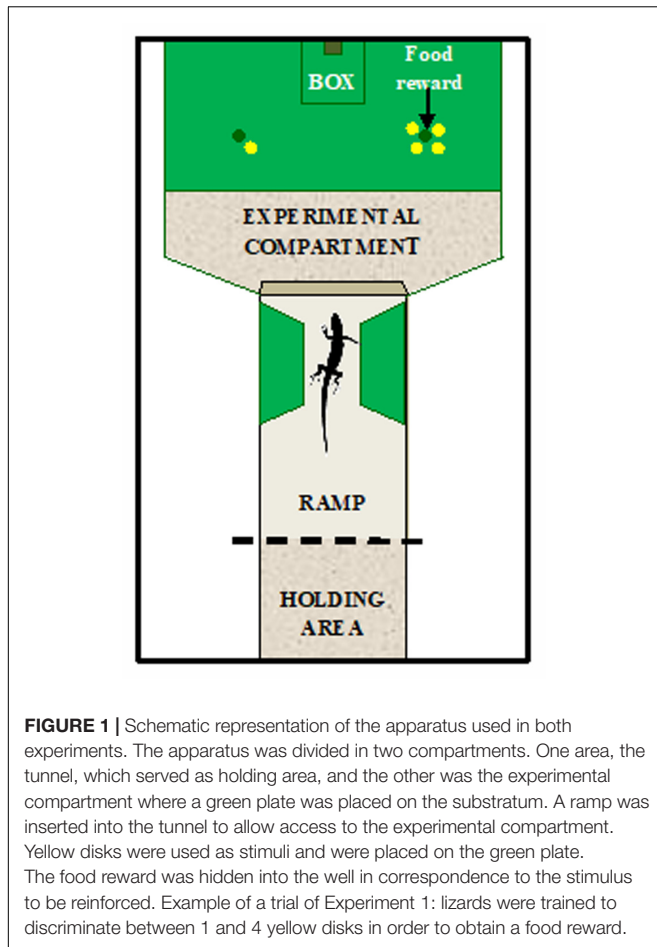 Food
reward
BOX
EXPERIMENTAL
COMPARTMENT
RAMP
HOLDING
AREA
FIGURE 1 | Schematic representation of the apparatus used in both
experiments. The apparatus was divided in two compartments. One area, the
tunnel, which served as holding area, and the other was the experimental
compartment where a green plate was placed on the substratum. A ramp was
inserted into the tunnel to allow access to the experimental compartment.
Yellow disks were used as stimuli and were placed on the green plate.
The food reward was hidden into the well in correspondence to the stimulus
to be reinforced. Example of a trial of Experiment 1: lizards were trained to
discriminate between 1 and 4 yellow disks in order to obtain a food reward.